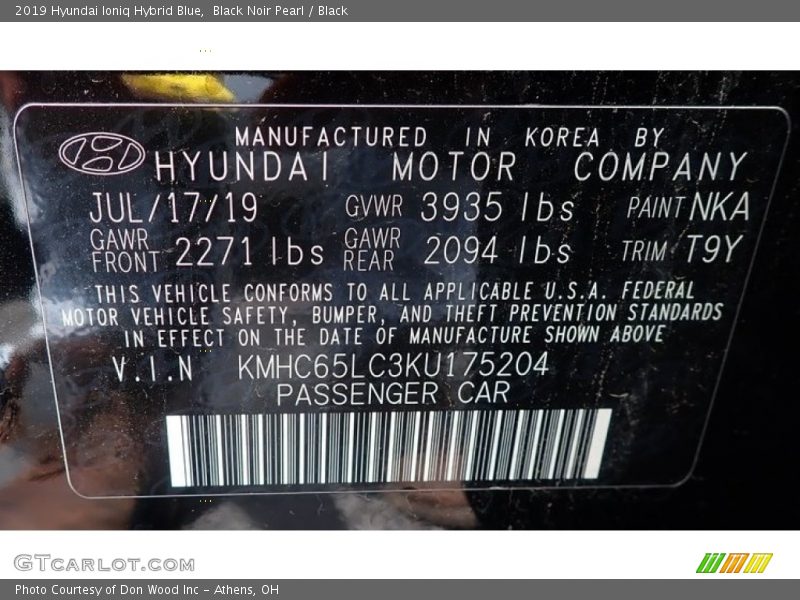 2019 Hyundai Ioniq Hybrid Blue,  Black Noir Pearl / Black
MANUFACTURED IN KOREA BY
HYUNDAI MOTOR COMPANY
JUL/17/19 GVWR 3935 lbs PAINT NKA
GAWR FRONT 2271 lbs GAWR REAR 2094 lbs TRIM T9Y
THIS VEHICLE CONFORMS TO ALL APPLICABLE U.S.A. FEDERAL
MOTOR VEHICLE SAFETY, BUMPER, AND THEFT PREVENTION STANDARDS
IN EFFECT ON THE DATE OF MANUFACTURE SHOWN ABOVE
V.I.N KMHC65LC3KU175204
PASSENGER CAR
GTCARLOT.COM
Photo Courtesy of Don Wood Inc - Athens, OH